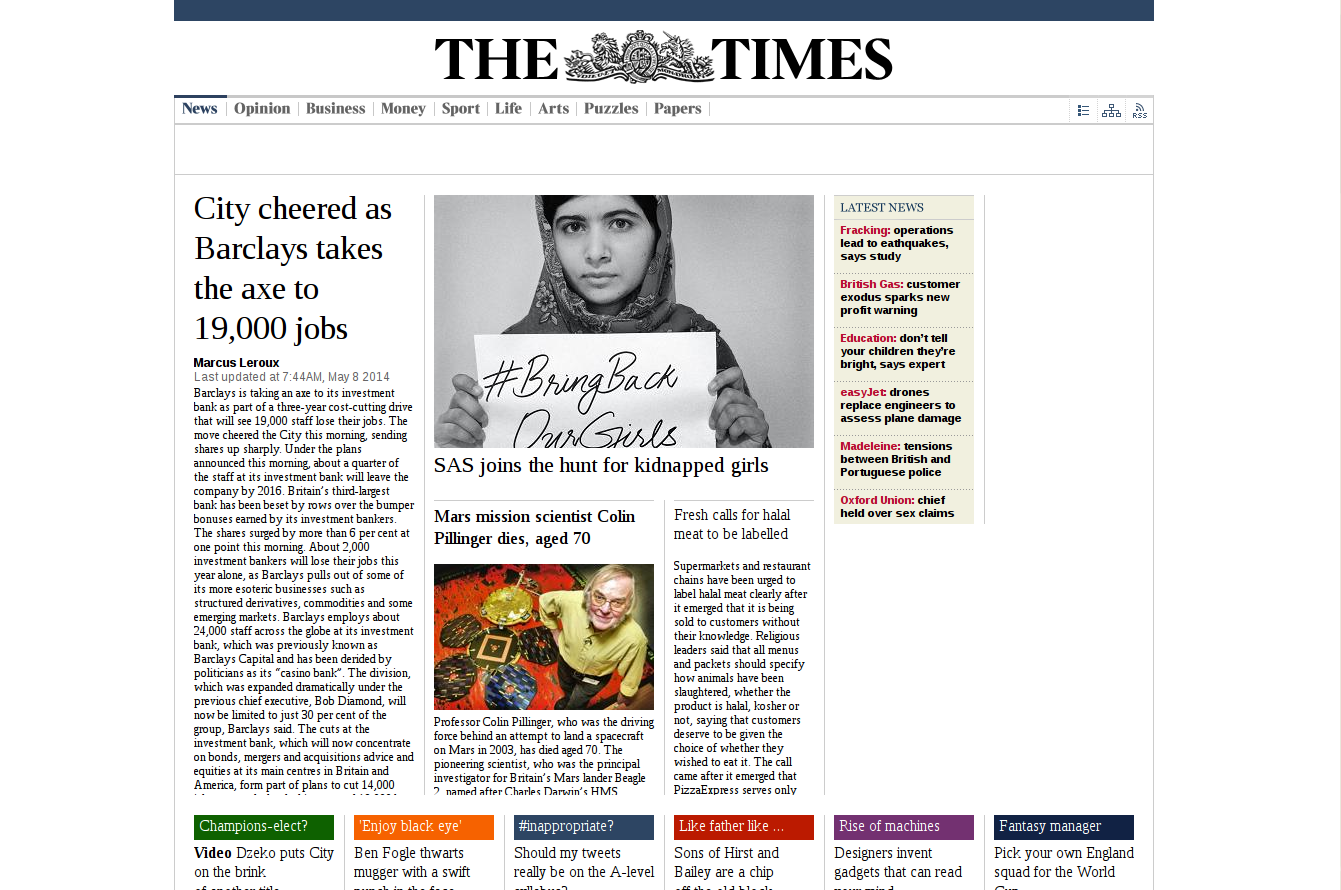 THE TIMES
News
Opinion
Business
Money
Sport
Life
Arts
Puzzles
Papers
RSS
City cheered as
Barclays takes
the axe to
19,000 jobs
Marcus Leroux
Last updated at 7:44AM, May 8 2014
Barclays is taking an axe to its investment
bank as part of a three-year cost-cutting drive
that will see 19,000 staff lose their jobs. The
move cheered the City this morning, sending
shares up sharply. Under the plans
announced this morning, about a quarter of
the staff at its investment bank will leave the
company by 2016. Britain's third-largest
bank has been beset by rows over the bumper
bonuses earned by its investment bankers.
The shares surged by more than 6 per cent at
one point this morning. About 2,000
investment bankers will lose their jobs this
year alone, as Barclays pulls out of some of
its more esoteric businesses such as
structured derivatives, commodities and some
emerging markets. Barclays employs about
24,000 staff across the globe at its investment
bank, which was previously known as
Barclays Capital and has been derided by
politicians as its “casino bank”. The division,
which was expanded dramatically under the
previous chief executive, Bob Diamond, will
now be limited to just 30 per cent of the
group, Barclays said. The cuts at the
investment bank, which will now concentrate
on bonds, mergers and acquisitions advice and
equities at its main centres in Britain and
America, form part of plans to cut 14,000
#BringBack
OurGirls
SAS joins the hunt for kidnapped girls
Mars mission scientist Colin
Pillinger dies, aged 70
Professor Colin Pillinger, who was the driving
force behind an attempt to land a spacecraft
on Mars in 2003, has died aged 70. The
pioneering scientist, who was the principal
investigator for Britain's Mars lander Beagle
2, named after Charles Darwin's HMS
Fresh calls for halal
meat to be labelled
Supermarkets and restaurant
chains have been urged to
label halal meat clearly after
it emerged that it is being
sold to customers without
their knowledge. Religious
leaders said that all menus
and packets should specify
how animals have been
slaughtered, whether the
product is halal, kosher or
not, saying that customers
deserve to be given the
choice of whether they
wished to eat it. The call
came after it emerged that
PizzaExpress serves only
LATEST NEWS
Fracking: operations
lead to eathquakes,
says study
British Gas: customer
exodus sparks new
profit warning
Education: don't tell
your children they're
bright, says expert
easyJet: drones
replace engineers to
assess plane damage
Madeleine: tensions
between British and
Portuguese police
Oxford Union: chief
held over sex claims
Champions-elect?
Video Dzeko puts City
on the brink
of another title
'Enjoy black eye'
Ben Fogle thwarts
mugger with a swift
punch in the face
#inappropriate?
Should my tweets
really be on the A-level
syllabus?
Like father like ...
Sons of Hirst and
Bailey are a chip
off the old block
Rise of machines
Designers invent
gadgets that can read
your mind
Fantasy manager
Pick your own England
squad for the World
Cup